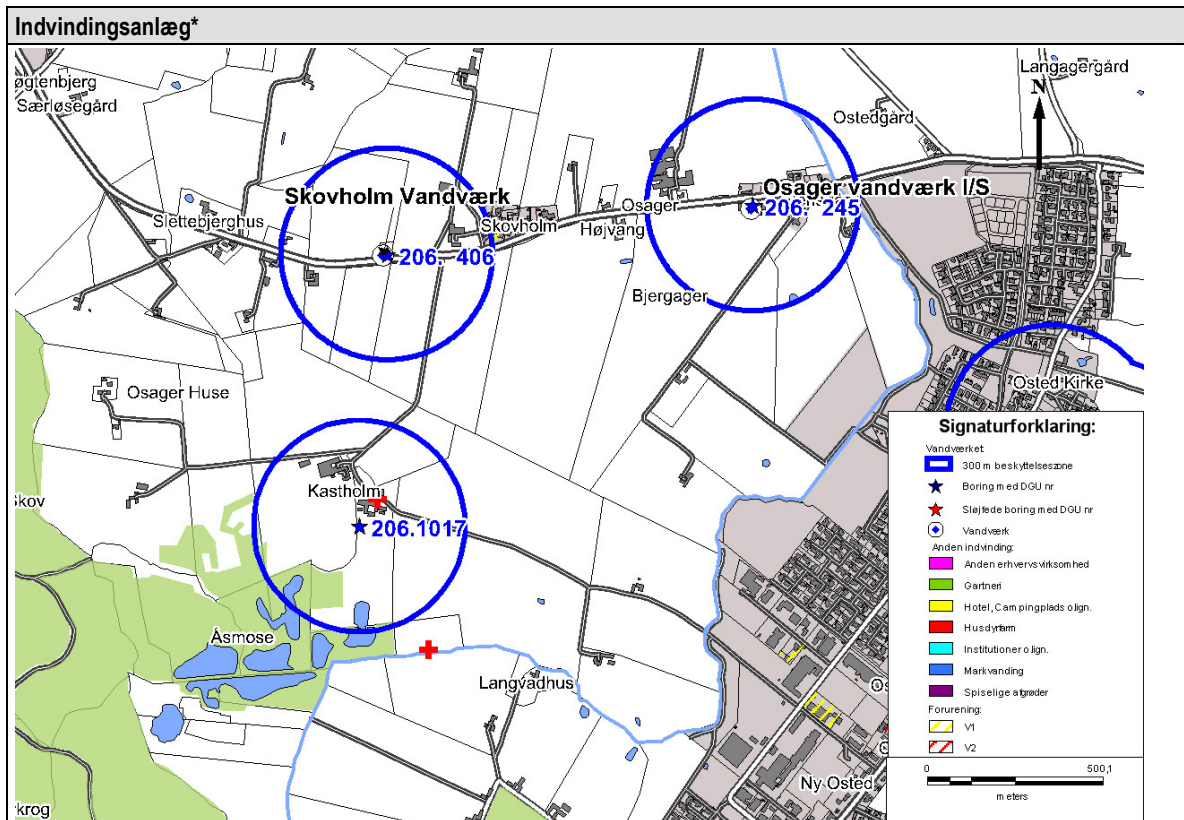 Indvindingsanlæg*
øgtenbjerg
Særløsegård
Langagergård
N
Ostedgård
Skovholm Vandværk
Osager vandværk I/S
206. 245
Slettebjerghus
Skovholm
Osager
Højvang
206. 406
Bjergager
Osager Huse
Osted Kirke
Kastholm
206.1017
Skov
Åsmose
Langvadhus
Ny Osted
rkrog
Signaturforklaring:
Vandværket
300 m beskyttelseszone
Boring med DGU nr
Sløjfede boring med DGU nr
Vandværk
Anden indvinding:
Anden erhvervsvirksomhed
Gartneri
Hotel, Campingplads olign.
Husdyrfarm
Institutioner o.lign.
Markvanding
Spiselige afgrøder
Forurening:
V1
V2
0 500,1
meters